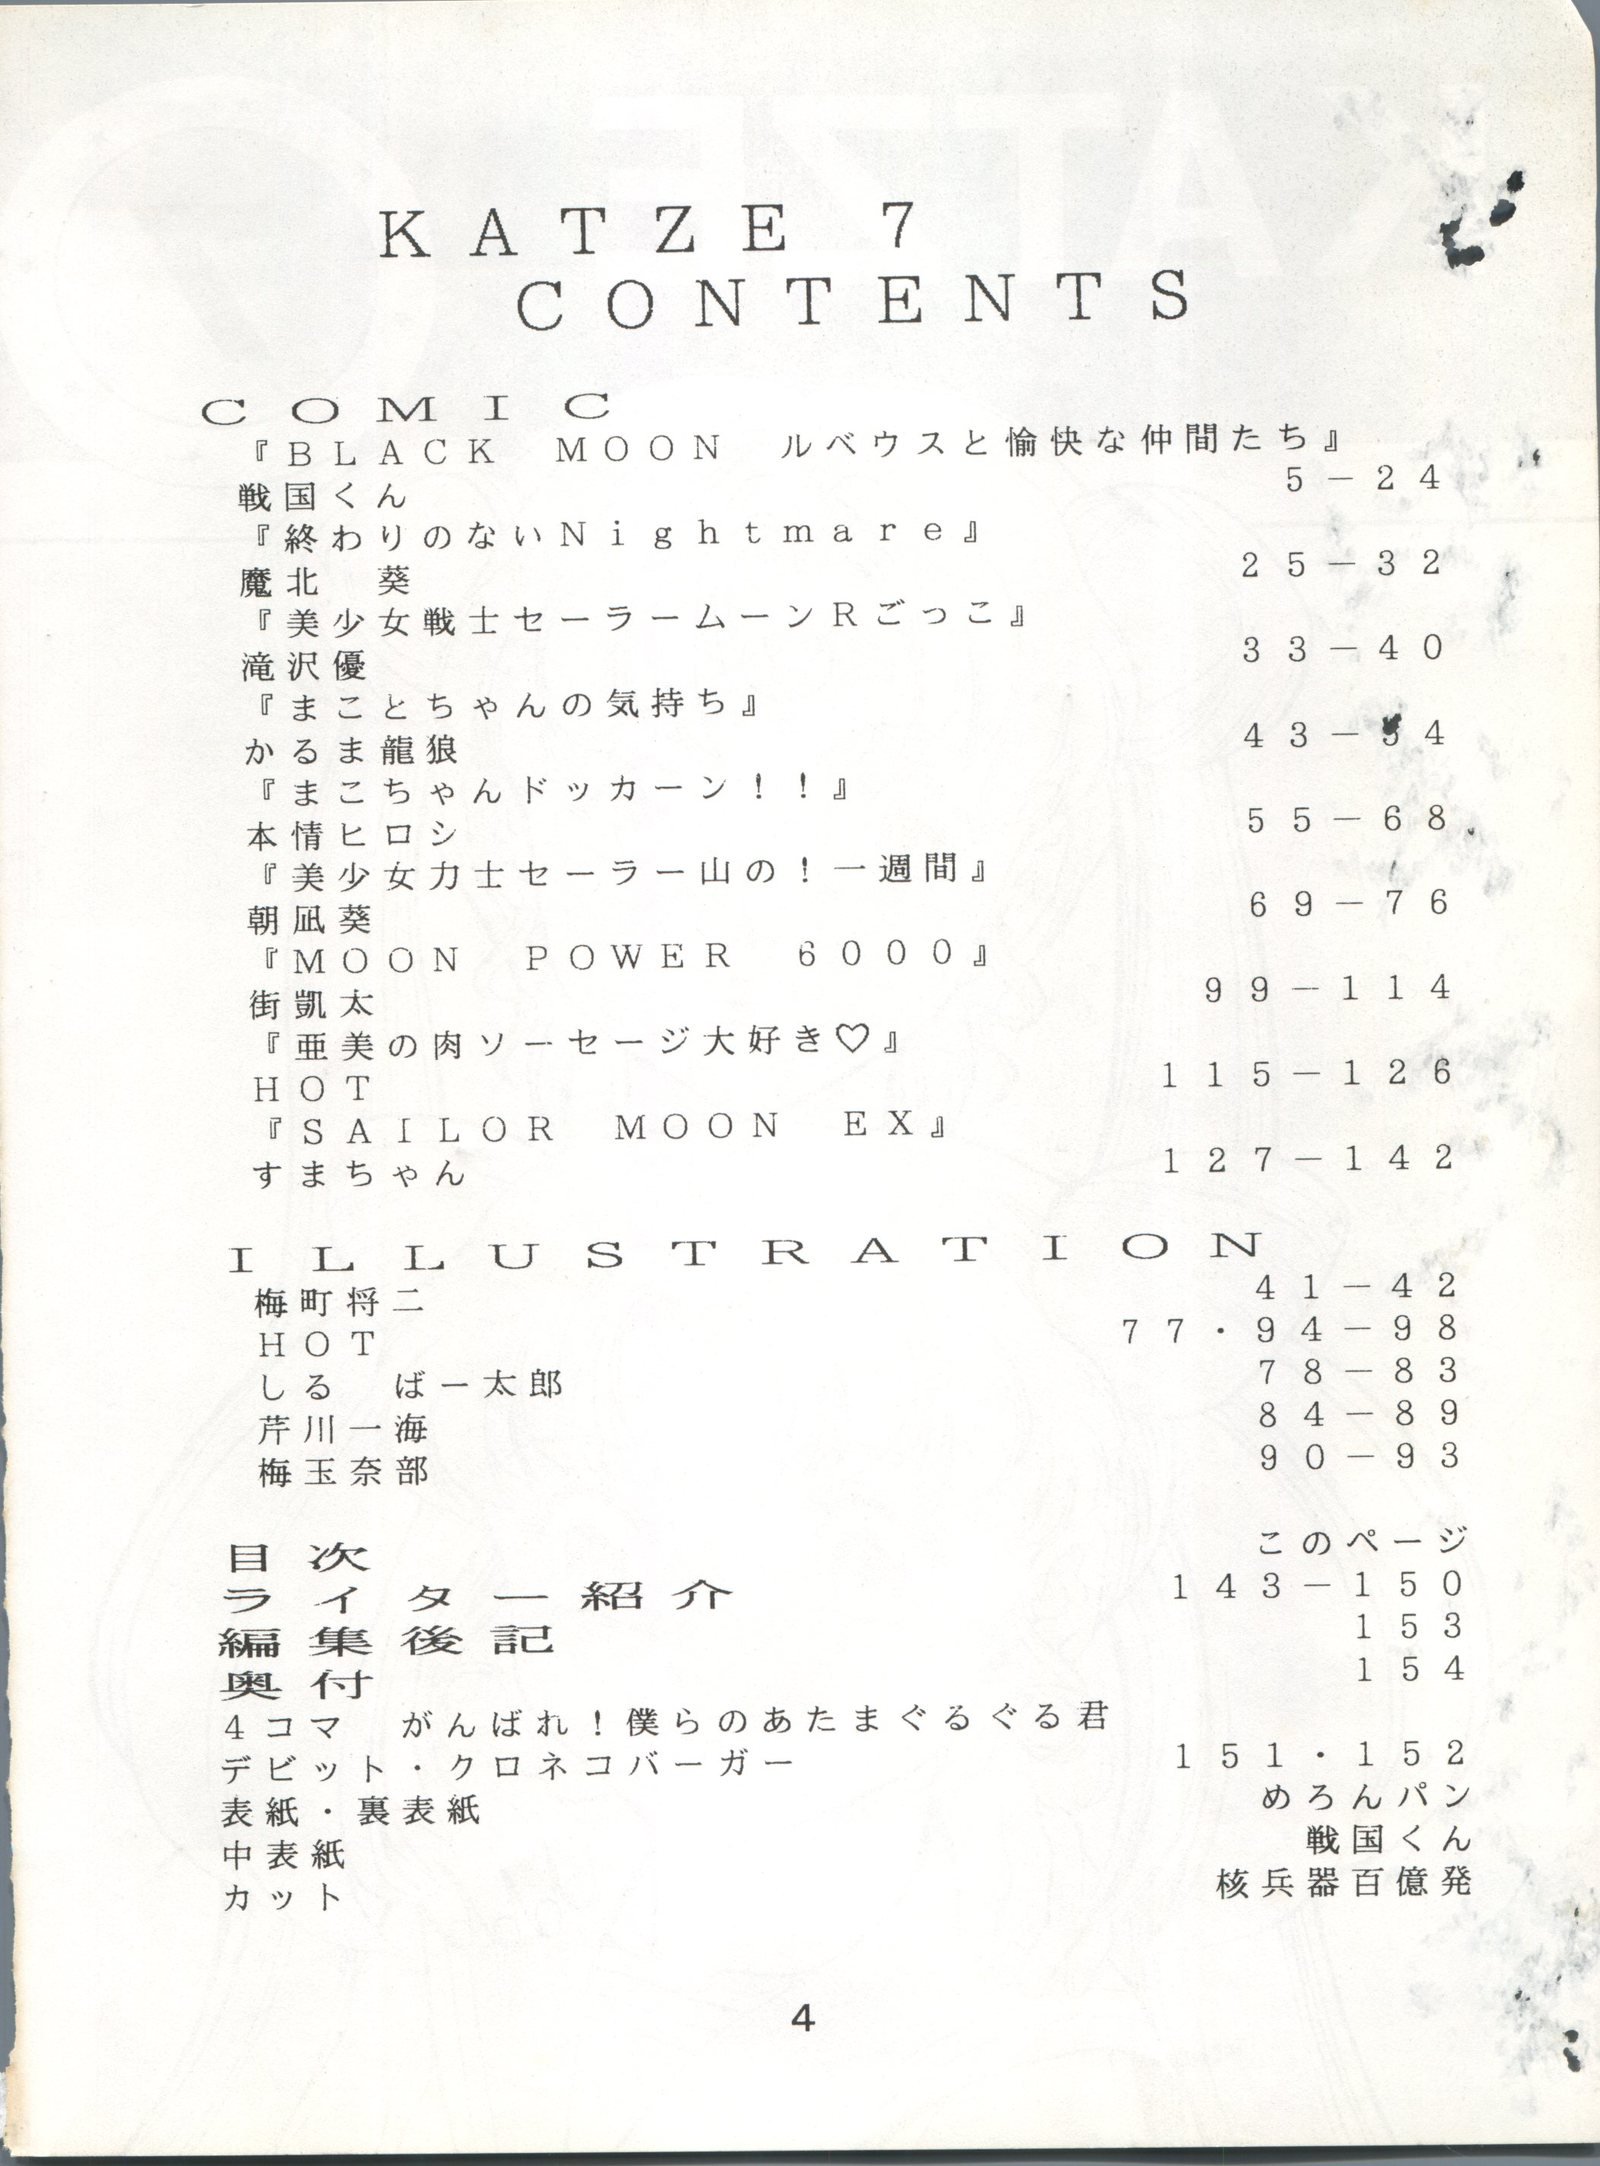 KATZE 7
CONTENTS
COMIC
『BLACK MOON ルベウスと愉快な仲間たち』
戦国くん 5-24
『終わりのないNightmare』
魔北 葵 25-32
『美少女戦士セーラームーンRごっこ』
滝沢優 33-40
『まことちゃんの気持ち』
かるま龍狼 43-54
『まこちゃんドッカーン!!』
本情ヒロシ 55-68
『美少女力士セーラー山の!一週間』
朝凪葵 69-76
『MOON POWER 6000』
街凱太 99-114
『亜美の肉ソーセージ大好き♡』
HOT 115-126
『SAILOR MOON EX』
すまちゃん 127-142
ILLUSTRATION
梅町将二 41-42
HOT 77・94-98
しる ばー太郎 78-83
芹川一海 84-89
梅玉奈部 90-93
目次 このページ
ライター紹介 143-150
編集後記 153
奥付 154
4コマ がんばれ!僕らのあたまぐるぐる君
デビット・クロネコバーガー 151・152
表紙・裏表紙 めろんパン
中表紙 戦国くん
カット 核兵器百億発
4